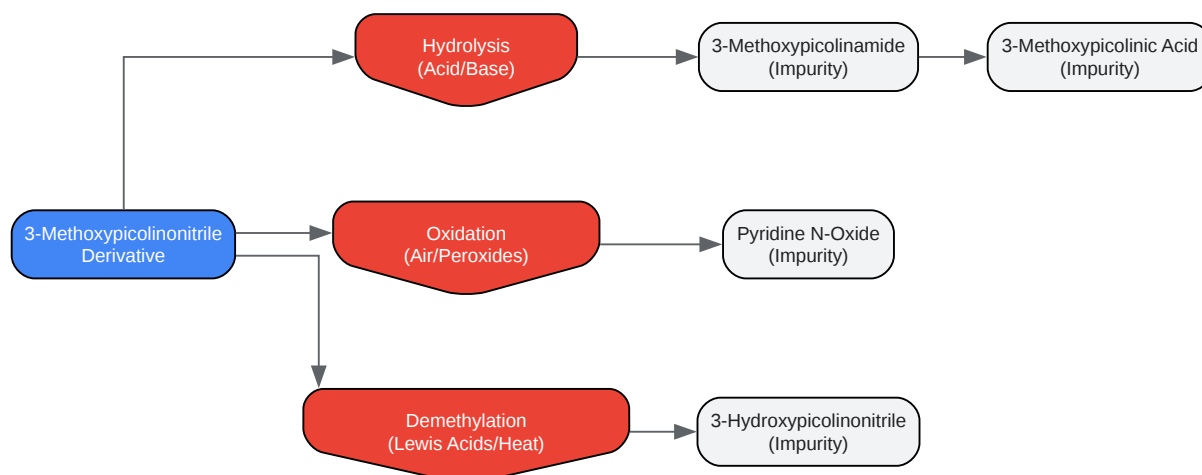 Hydrolysis
(Acid/Base)
3-Methoxypicolinamide
(Impurity)
3-Methoxypicolinic Acid
(Impurity)
3-Methoxypicolinonitrile
Derivative
Oxidation
(Air/Peroxides)
Pyridine N-Oxide
(Impurity)
Demethylation
(Lewis Acids/Heat)
3-Hydroxypicolinonitrile
(Impurity)